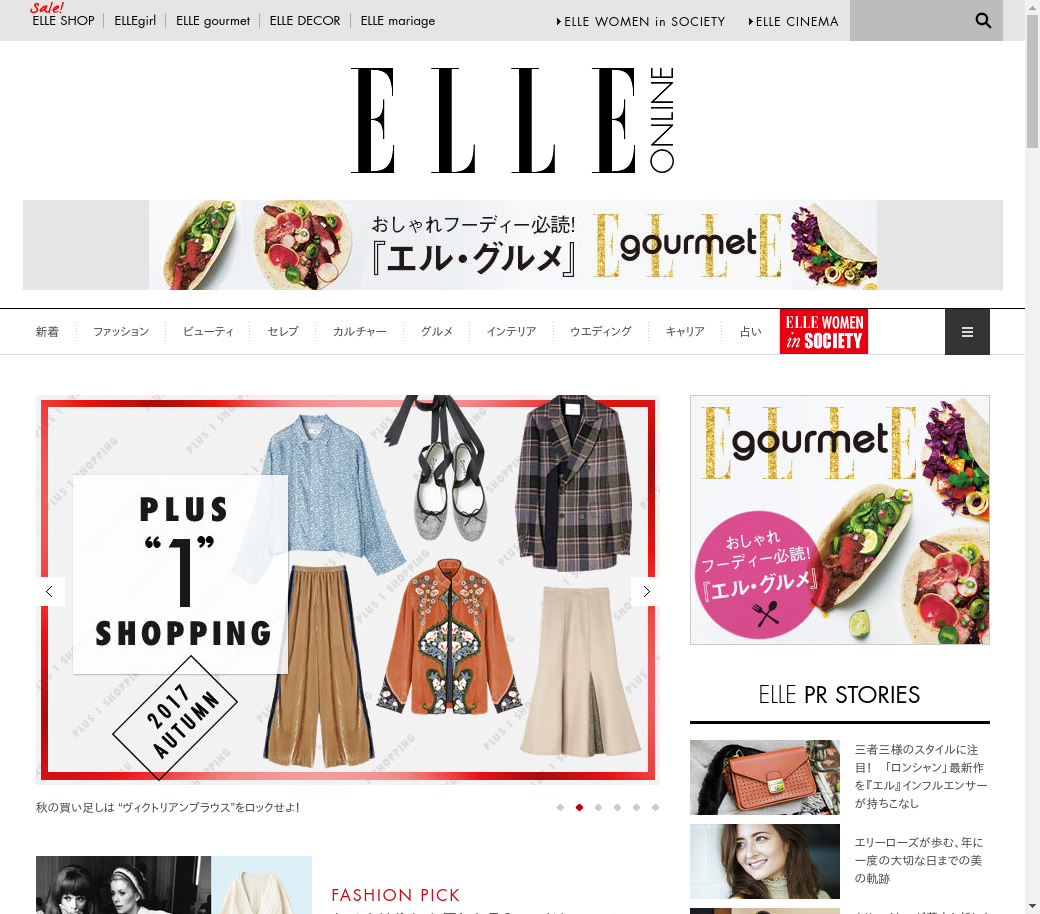 Sale!
ELLE SHOP
ELLEgirl
ELLE gourmet
ELLE DECOR
ELLE mariage
ELLE WOMEN in SOCIETY
ELLE CINEMA
ELLE ONLINE
おしゃれフーディー必読!
『エル・グルメ』
ELLE gourmet
新着
ファッション
ビューティ
セレブ
カルチャー
グルメ
インテリア
ウエディング
キャリア
占い
ELLE WOMEN
in SOCIETY
PLUS
“1”
SHOPPING
2017
AUTUMN
秋の買い足しは “ヴィクトリアンブラウス”をロックせよ!
ELLE gourmet
おしゃれ
フーディー必読!
『エル・グルメ』
ELLE PR STORIES
三者三様のスタイルに注
目! 「ロンシャン」最新作
を『エル』インフルエンサー
が持ちこなし
エリーローズが歩む、年に
一度の大切な日までの美
の軌跡
FASHION PICK